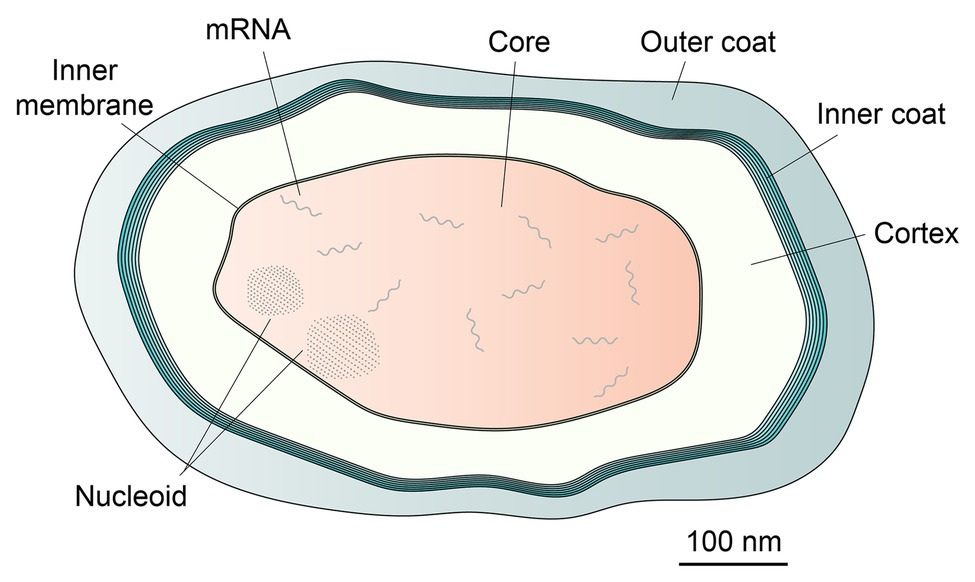 mRNA
Core
Outer coat
Inner
membrane
Inner coat
Cortex
Nucleoid
100 nm